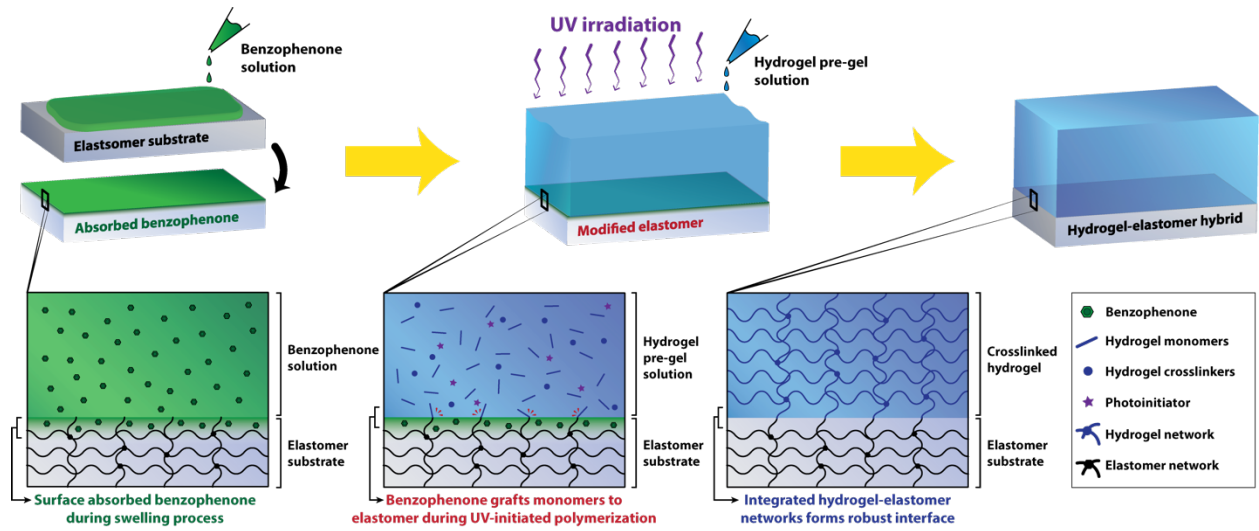 Benzophenone
solution
Elastsomer substrate
Absorbed benzophenone
UV irradiation
Hydrogel pre-gel
solution
Modified elastomer
Hydrogel-elastomer hybrid
Benzophenone
solution
Elastomer
substrate
Surface absorbed benzophenone
during swelling process
Hydrogel
pre-gel
solution
Elastomer
substrate
Benzophenone grafts monomers to
elastomer during UV-initiated polymerization
Crosslinked
hydrogel
Elastomer
substrate
Integrated hydrogel-elastomer
networks forms robust interface
Benzophenone
Hydrogel monomers
Hydrogel crosslinkers
Photoinitiator
Hydrogel network
Elastomer network